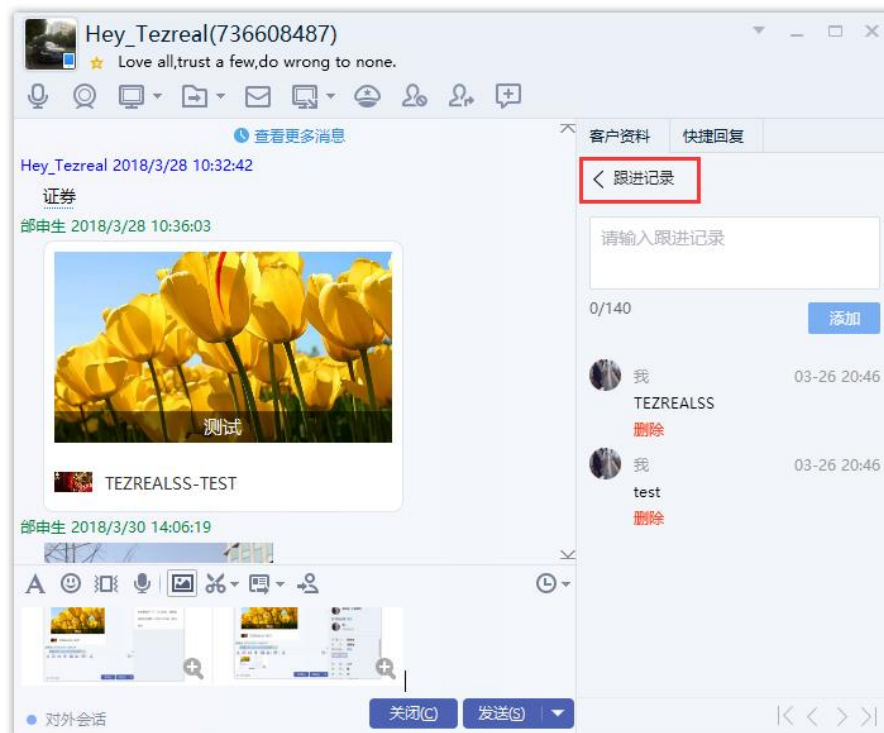 Hey_Tezreal(736608487)
Love all,trust a few,do wrong to none.
查看更多消息
Hey_Tezreal 2018/3/28 10:32:42
证券
邰申生 2018/3/28 10:36:03
测试
TEZREALSS-TEST
邰申生 2018/3/30 14:06:19
对外会话
关闭(C)
发送(S)
客户资料
快捷回复
跟进记录
请输入跟进记录
0/140
添加
我 03-26 20:46
TEZREALSS
删除
我 03-26 20:46
test
删除